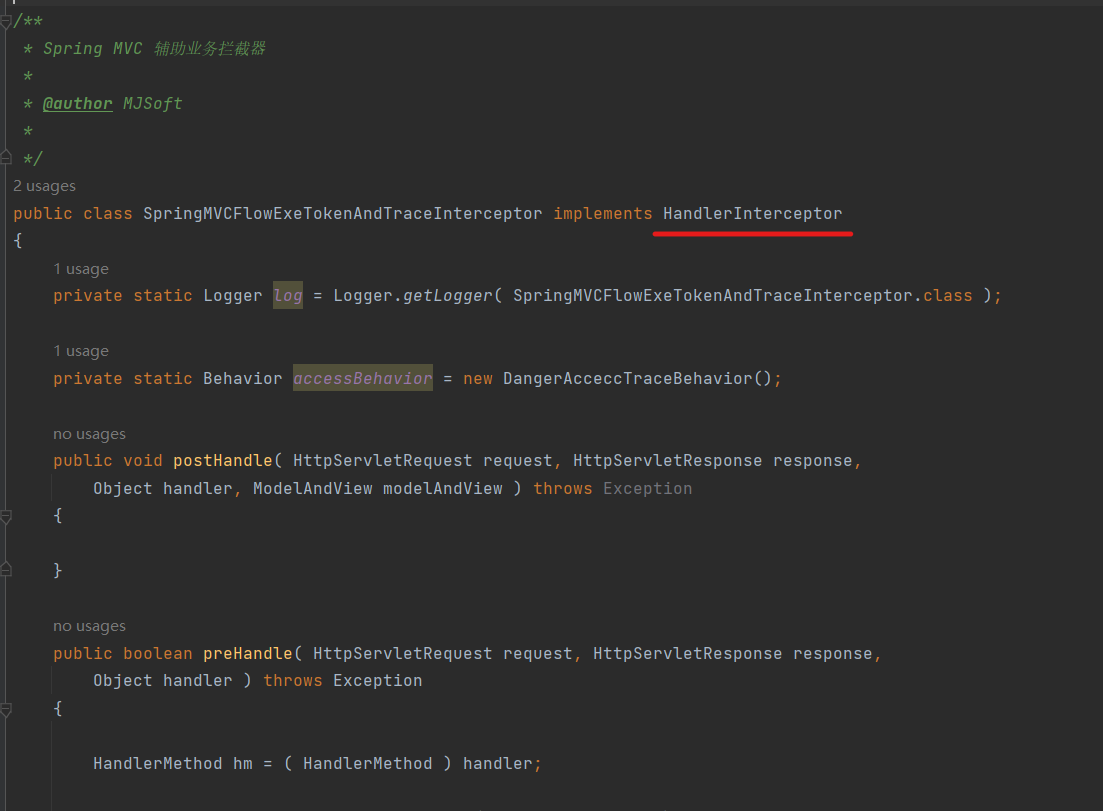 /**
* Spring MVC 辅助业务拦截器
*
* @author MJSoft
*
*/
2 usages
public class SpringMVCFlowExeTokenAndTraceInterceptor implements HandlerInterceptor
{
1 usage
private static Logger log = Logger.getLogger( SpringMVCFlowExeTokenAndTraceInterceptor.class );
1 usage
private static Behavior accessBehavior = new DangerAcceccTraceBehavior();
no usages
public void postHandle( HttpServletRequest request, HttpServletResponse response,
Object handler, ModelAndView modelAndView ) throws Exception
{
}
no usages
public boolean preHandle( HttpServletRequest request, HttpServletResponse response,
Object handler ) throws Exception
{
HandlerMethod hm = ( HandlerMethod ) handler;